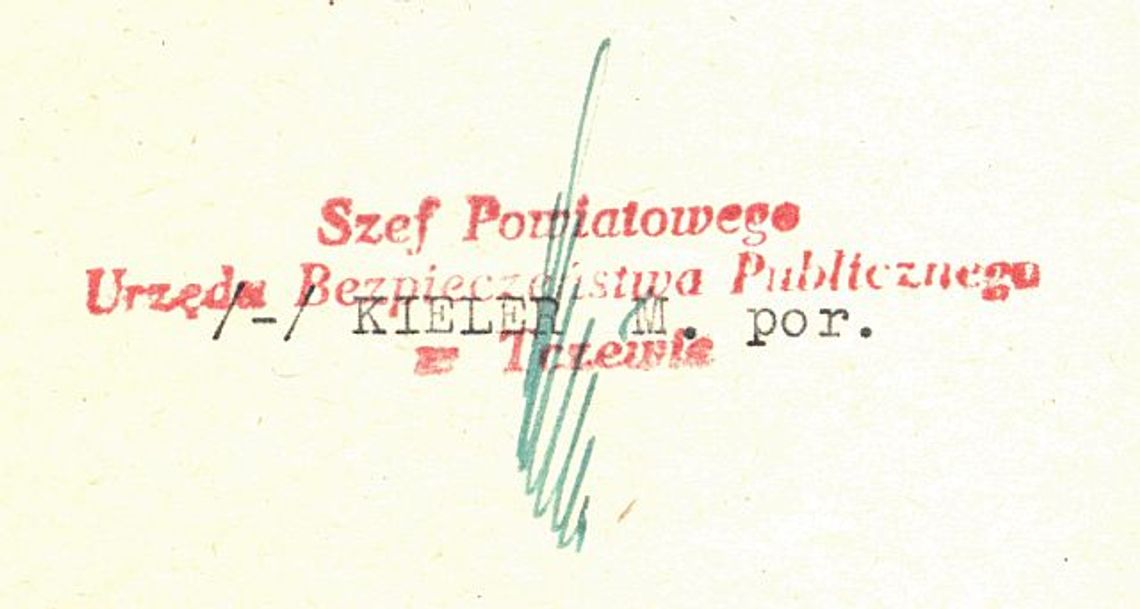 Szef Powiatowego
Urzędu Bezpieczeństwa Publicznego
/-/ KIELER M. por.
w Tczewie